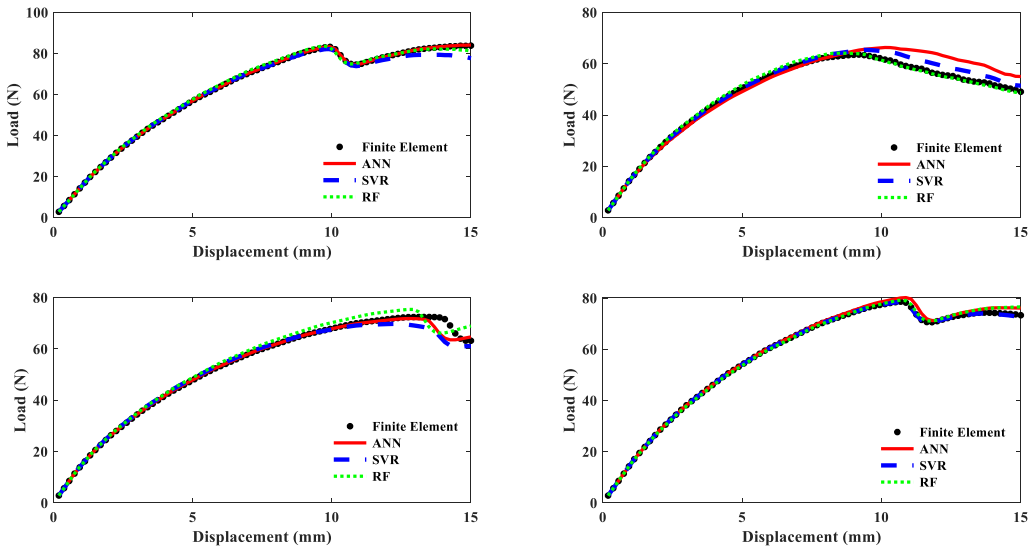 100
80
60
40
20
0
Load (N)
Finite Element
ANN
SVR
RF
0 5 10 15
Displacement (mm)
80
60
40
20
0
Load (N)
Finite Element
ANN
SVR
RF
0 5 10 15
Displacement (mm)
80
60
40
20
0
Load (N)
Finite Element
ANN
SVR
RF
0 5 10 15
Displacement (mm)
80
60
40
20
0
Load (N)
Finite Element
ANN
SVR
RF
0 5 10 15
Displacement (mm)